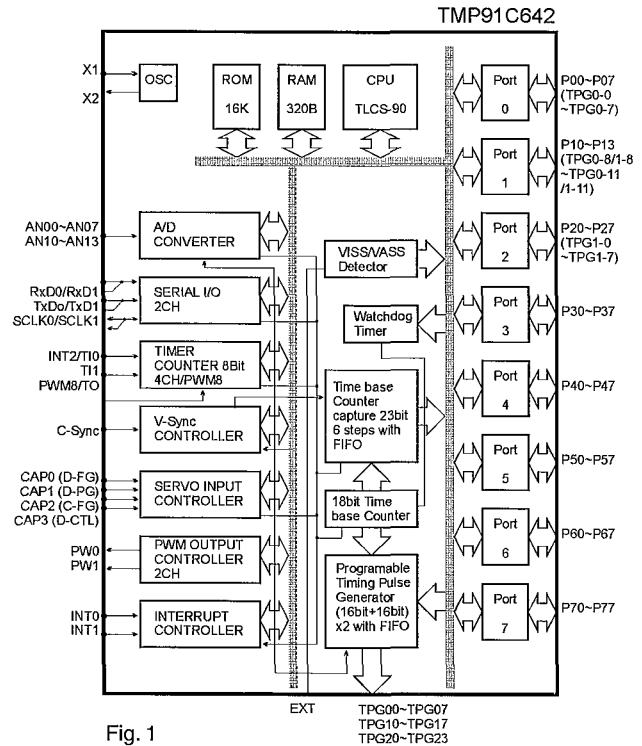 TMP91C642
X1
X2
OSC
ROM
16K
RAM
320B
CPU
TLCS-90
Port
0
P00~P07
(TPG0-0
~TPG0-7)
Port
1
P10~P13
(TPG0-8/1-8
~TPG0-11
/1-11)
AN00~AN07
AN10~AN13
A/D
CONVERTER
VISS/VASS
Detector
Port
2
P20~P27
(TPG1-0
~TPG1-7)
RxD0/RxD1
TxDo/TxD1
SCLK0/SCLK1
SERIAL I/O
2CH
Watchdog
Timer
Port
3
P30~P37
INT2/TI0
TI1
PWM8/TO
TIMER
COUNTER 8Bit
4CH/PWM8
Time base
Counter
capture 23bit
6 steps with
FIFO
Port
4
P40~P47
C-Sync
V-Sync
CONTROLLER
Port
5
P50~P57
CAP0 (D-FG)
CAP1 (D-PG)
CAP2 (C-FG)
CAP3 (D-CTL)
SERVO INPUT
CONTROLLER
18bit Time
base Counter
Port
6
P60~P67
PW0
PW1
PWM OUTPUT
CONTROLLER
2CH
Programable
Timing Pulse
Generator
(16bit+16bit)
x2 with FIFO
Port
7
P70~P77
INT0
INT1
INTERRUPT
CONTROLLER
EXT
TPG00~TPG07
TPG10~TPG17
TPG20~TPG23
Fig. 1